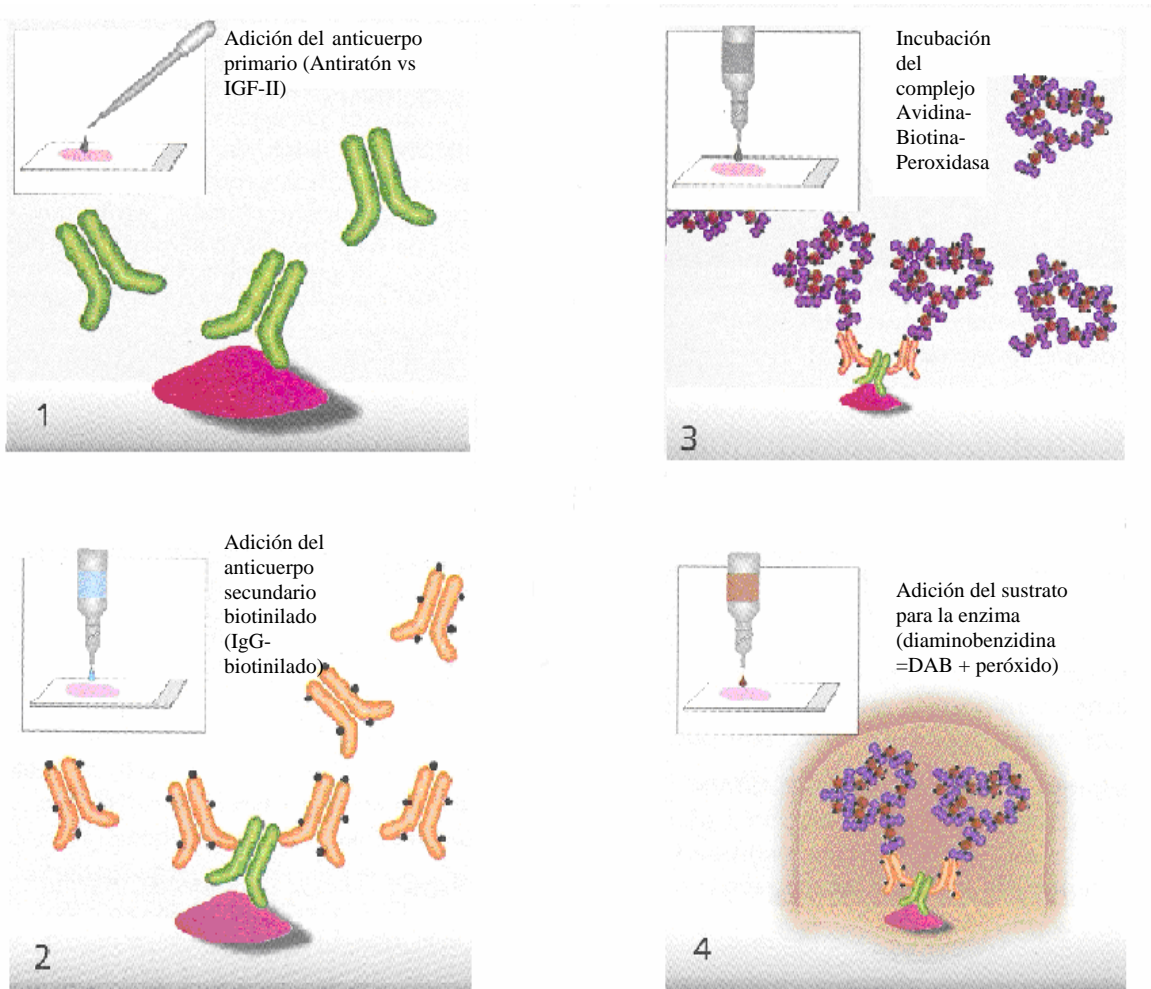 Adición del anticuerpo
primario (Antiratón vs
IGF-II)
1
Adición del
anticuerpo
secundario
biotinilado
(IgG-
biotinilado)
2
Incubación
del
complejo
Avidina-
Biotina-
Peroxidasa
3
Adición del sustrato
para la enzima
(diaminobenzidina
=DAB + peróxido)
4